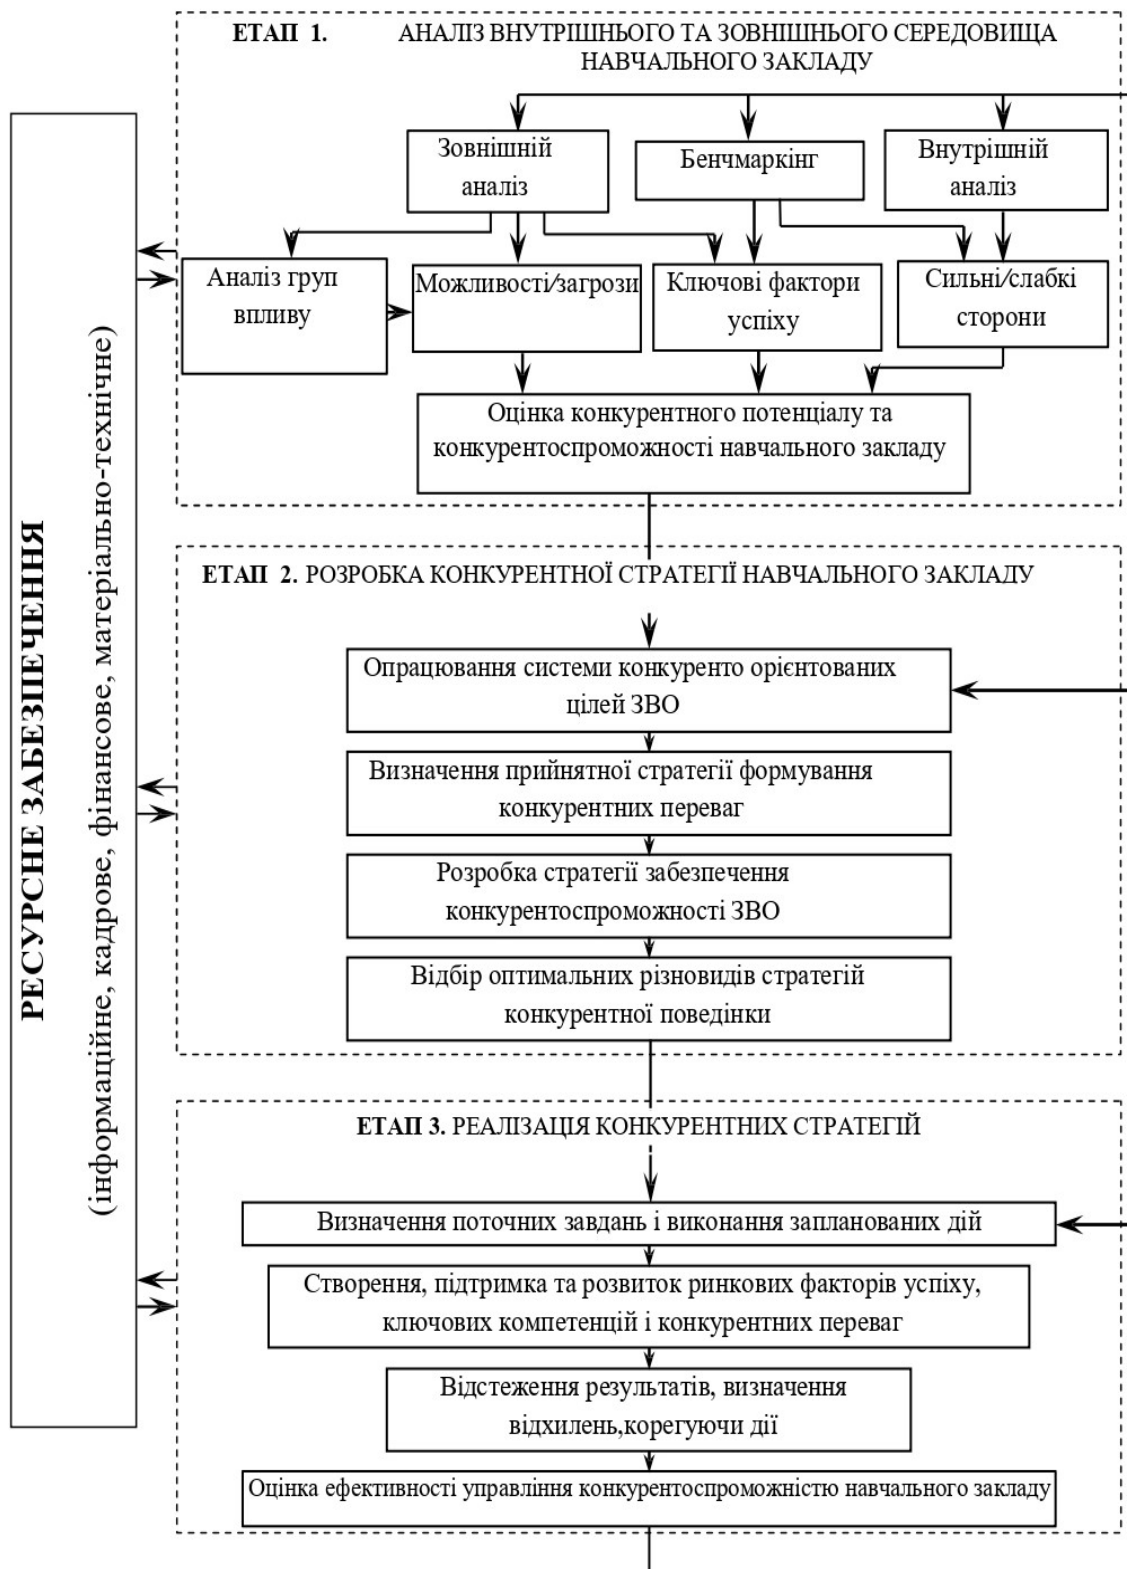 ЕТАП 1. АНАЛІЗ ВНУТРІШНЬОГО ТА ЗОВНІШНЬОГО СЕРЕДОВИЩА
НАВЧАЛЬНОГО ЗАКЛАДУ
Зовнішній
аналіз
Бенчмаркінг
Внутрішній
аналіз
Аналіз груп
впливу
Можливості/загрози
Ключові фактори
успіху
Сильні/слабкі
сторони
Оцінка конкурентного потенціалу та
конкурентоспроможності навчального закладу
РЕСУРСНЕ ЗАБЕЗПЕЧЕННЯ
(інформаційне, кадрове, фінансове, матеріально-технічне)
ЕТАП 2. РОЗРОБКА КОНКУРЕНТНОЇ СТРАТЕГІЇ НАВЧАЛЬНОГО ЗАКЛАДУ
Опрацювання системи конкуренто орієнтованих
цілей ЗВО
Визначення прийнятної стратегії формування
конкурентних переваг
Розробка стратегії забезпечення
конкурентоспроможності ЗВО
Відбір оптимальних різновидів стратегій
конкурентної поведінки
ЕТАП 3. РЕАЛІЗАЦІЯ КОНКУРЕНТНИХ СТРАТЕГІЙ
Визначення поточних завдань і виконання запланованих дій
Створення, підтримка та розвиток ринкових факторів успіху,
ключових компетенцій і конкурентних переваг
Відстеження результатів, визначення
відхилень,корегуючи дії
Оцінка ефективності управління конкурентоспроможністю навчального закладу